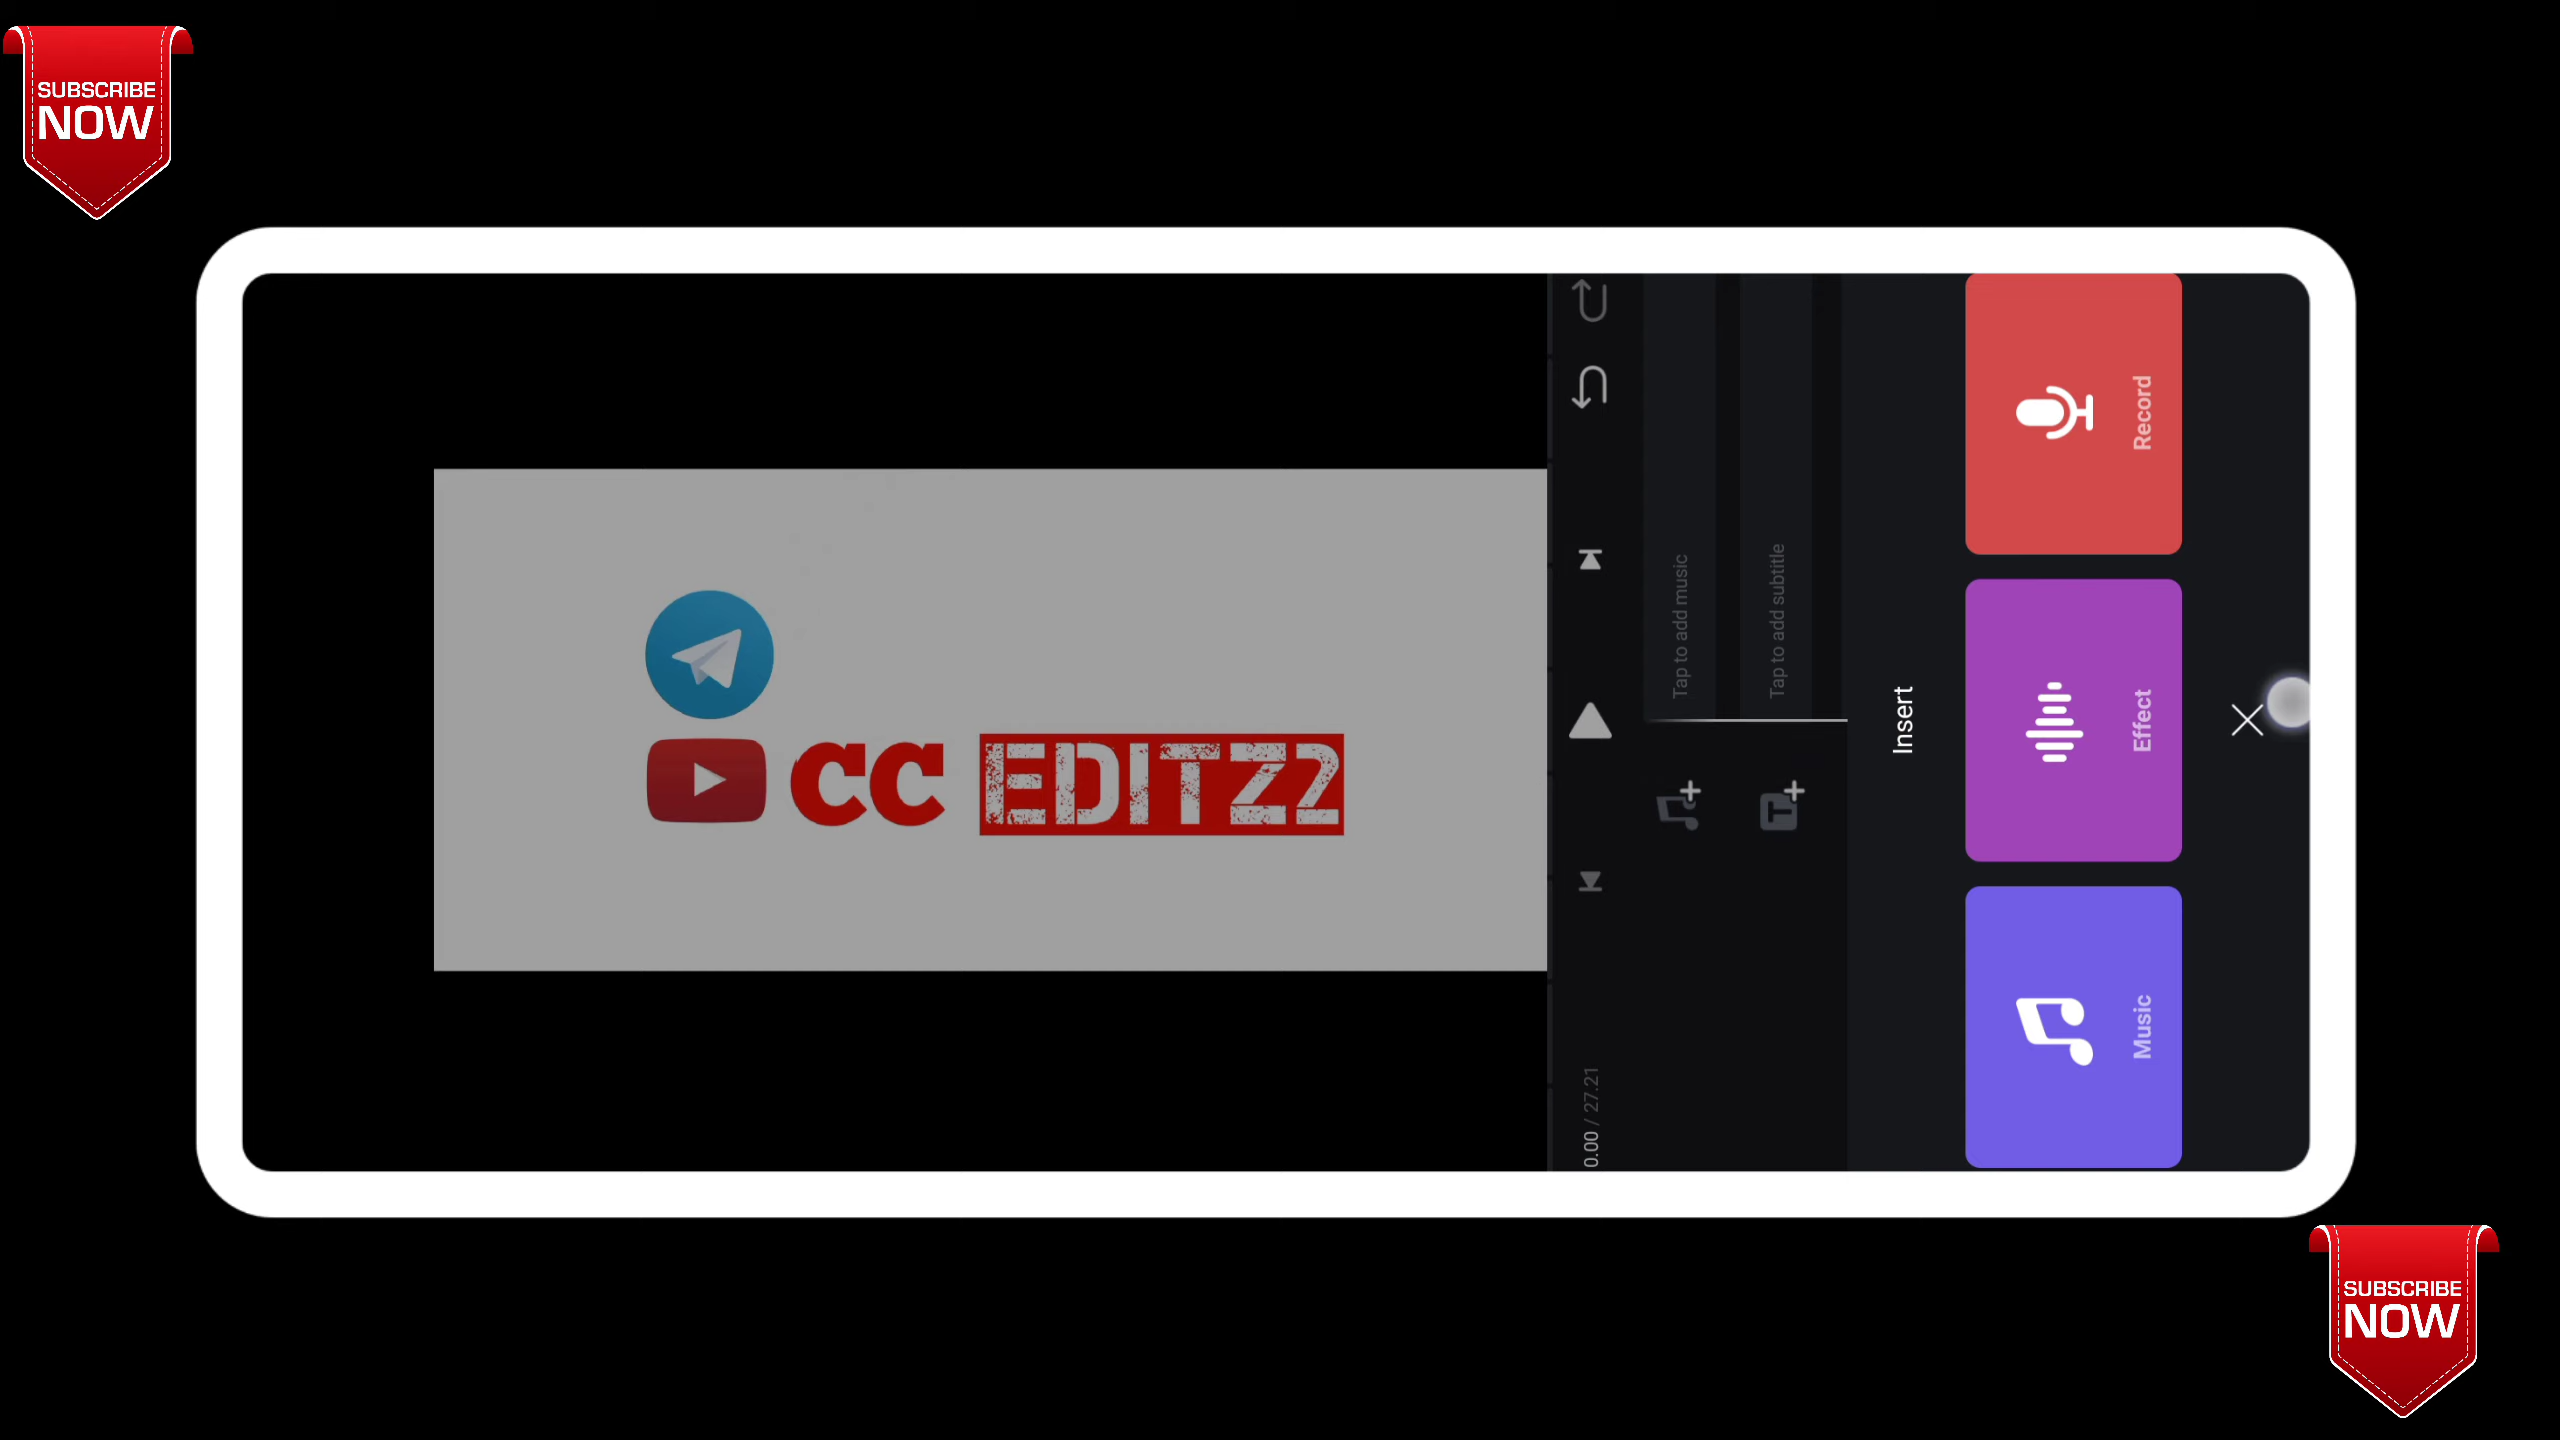 SUBSCRIBE
NOW
CC EDITZ2
0.00 / 27.21
Tap to add music
Tap to add subtitle
Insert
Music
Effect
Record
SUBSCRIBE
NOW